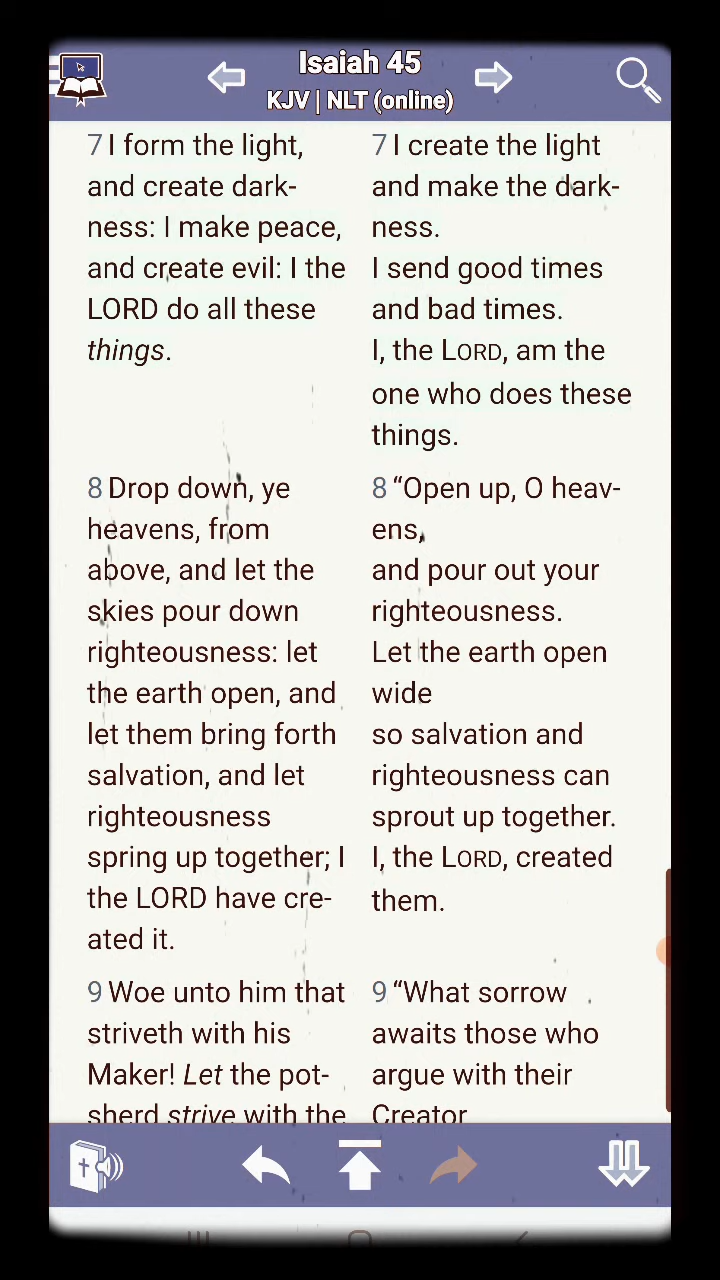 Isaiah 45
KJV | NLT (online)
7 I form the light,
and create dark-
ness: I make peace,
and create evil: I the
LORD do all these
things.
8 Drop down, ye
heavens, from
above, and let the
skies pour down
righteousness: let
the earth open, and
let them bring forth
salvation, and let
righteousness
spring up together; I
the LORD have cre-
ated it.
9 Woe unto him that
striveth with his
Maker! Let the pot-
sherd strive with the
7 I create the light
and make the dark-
ness.
I send good times
and bad times.
I, the LORD, am the
one who does these
things.
8 “Open up, O heav-
ens,
and pour out your
righteousness.
Let the earth open
wide
so salvation and
righteousness can
sprout up together.
I, the LORD, created
them.
9 “What sorrow
awaits those who
argue with their
Creator